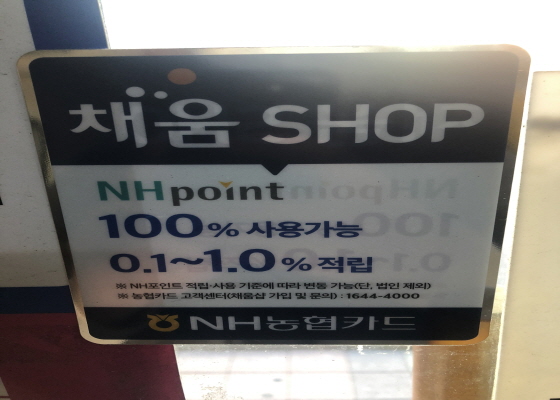 채움 SHOP
NHpoint
100% 사용가능
0.1~1.0% 적립
※ NH포인트 적립·사용 기준에 따라 변동 가능(단, 법인 제외)
※ 농협카드 고객센터(채움샵 가입 및 문의) : 1644-4000
NH농협카드